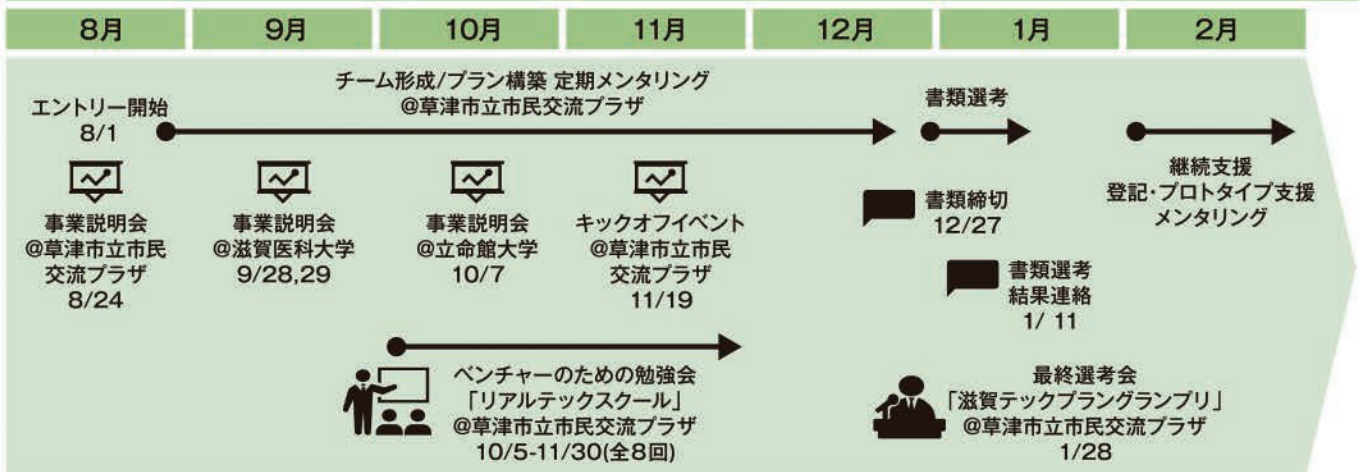 8月
9月
10月
11月
12月
1月
2月
チーム形成/プラン構築 定期メンタリング
@草津市立市民交流プラザ
エントリー開始
8/1
書類選考
事業説明会
@草津市立市民
交流プラザ
8/24
事業説明会
@滋賀医科大学
9/28,29
事業説明会
@立命館大学
10/7
キックオフイベント
@草津市立市民
交流プラザ
11/19
書類締切
12/27
書類選考
結果連絡
1/ 11
継続支援
登記・プロトタイプ支援
メンタリング
ベンチャーのための勉強会
「リアルテックスクール」
@草津市立市民交流プラザ
10/5-11/30(全8回)
最終選考会
「滋賀テックプラングランプリ」
@草津市立市民交流プラザ
1/28